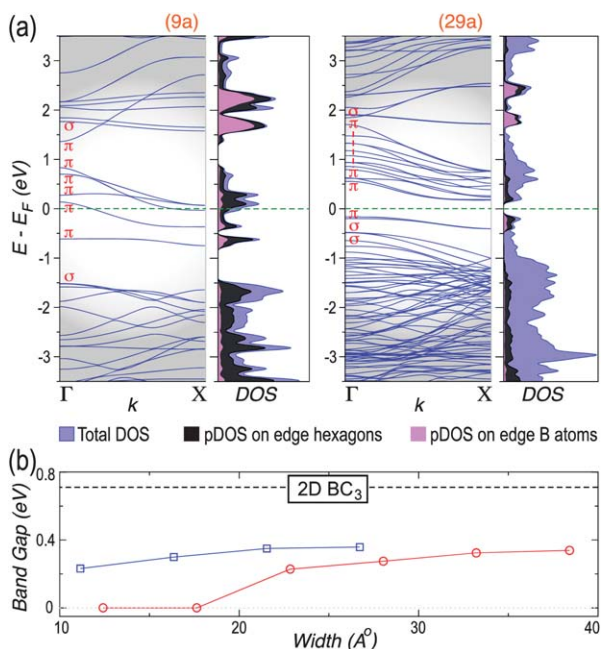 (a)
(9a)
(29a)
E - E_F (eV)
3
2
1
0
-1
-2
-3
σ
π
π
π
π
π
π
σ
σ
π
π
π
π
σ
σ
Γ k X DOS Γ k X DOS
Total DOS pDOS on edge hexagons pDOS on edge B atoms
(b)
Band Gap (eV)
0.8
0.4
0
2D BC₃
10 20 30 40
Width (Aº)